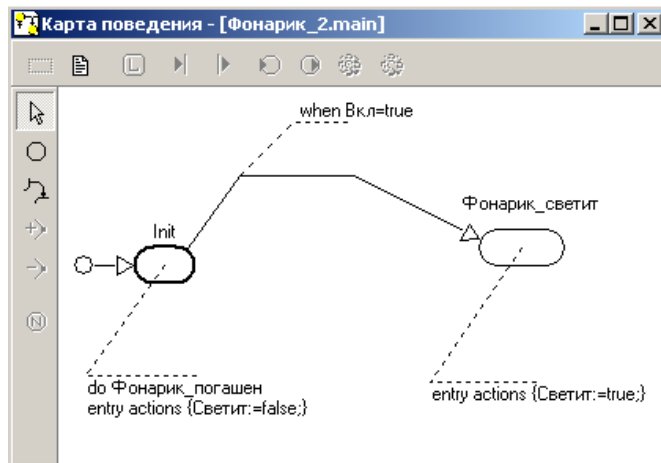 Карта поведения - [Фонарик_2.main]
L
when Вкл=true
Фонарик_светит
Init
N
do Фонарик_погашен
entry actions {Светит:=false;}
entry actions {Светит:=true;}